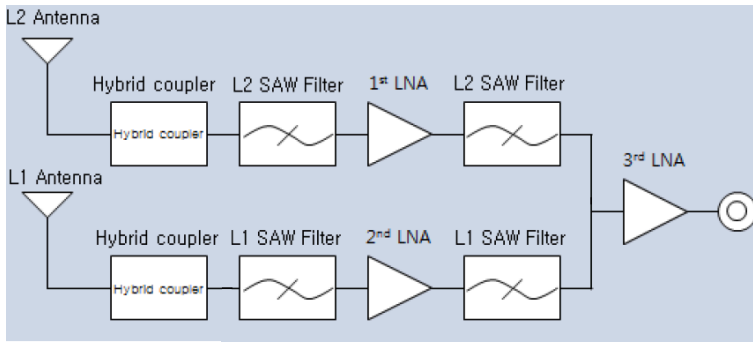 L2 Antenna
Hybrid coupler L2 SAW Filter 1st LNA L2 SAW Filter
Hybrid coupler
3rd LNA
L1 Antenna
Hybrid coupler L1 SAW Filter 2nd LNA L1 SAW Filter
Hybrid coupler